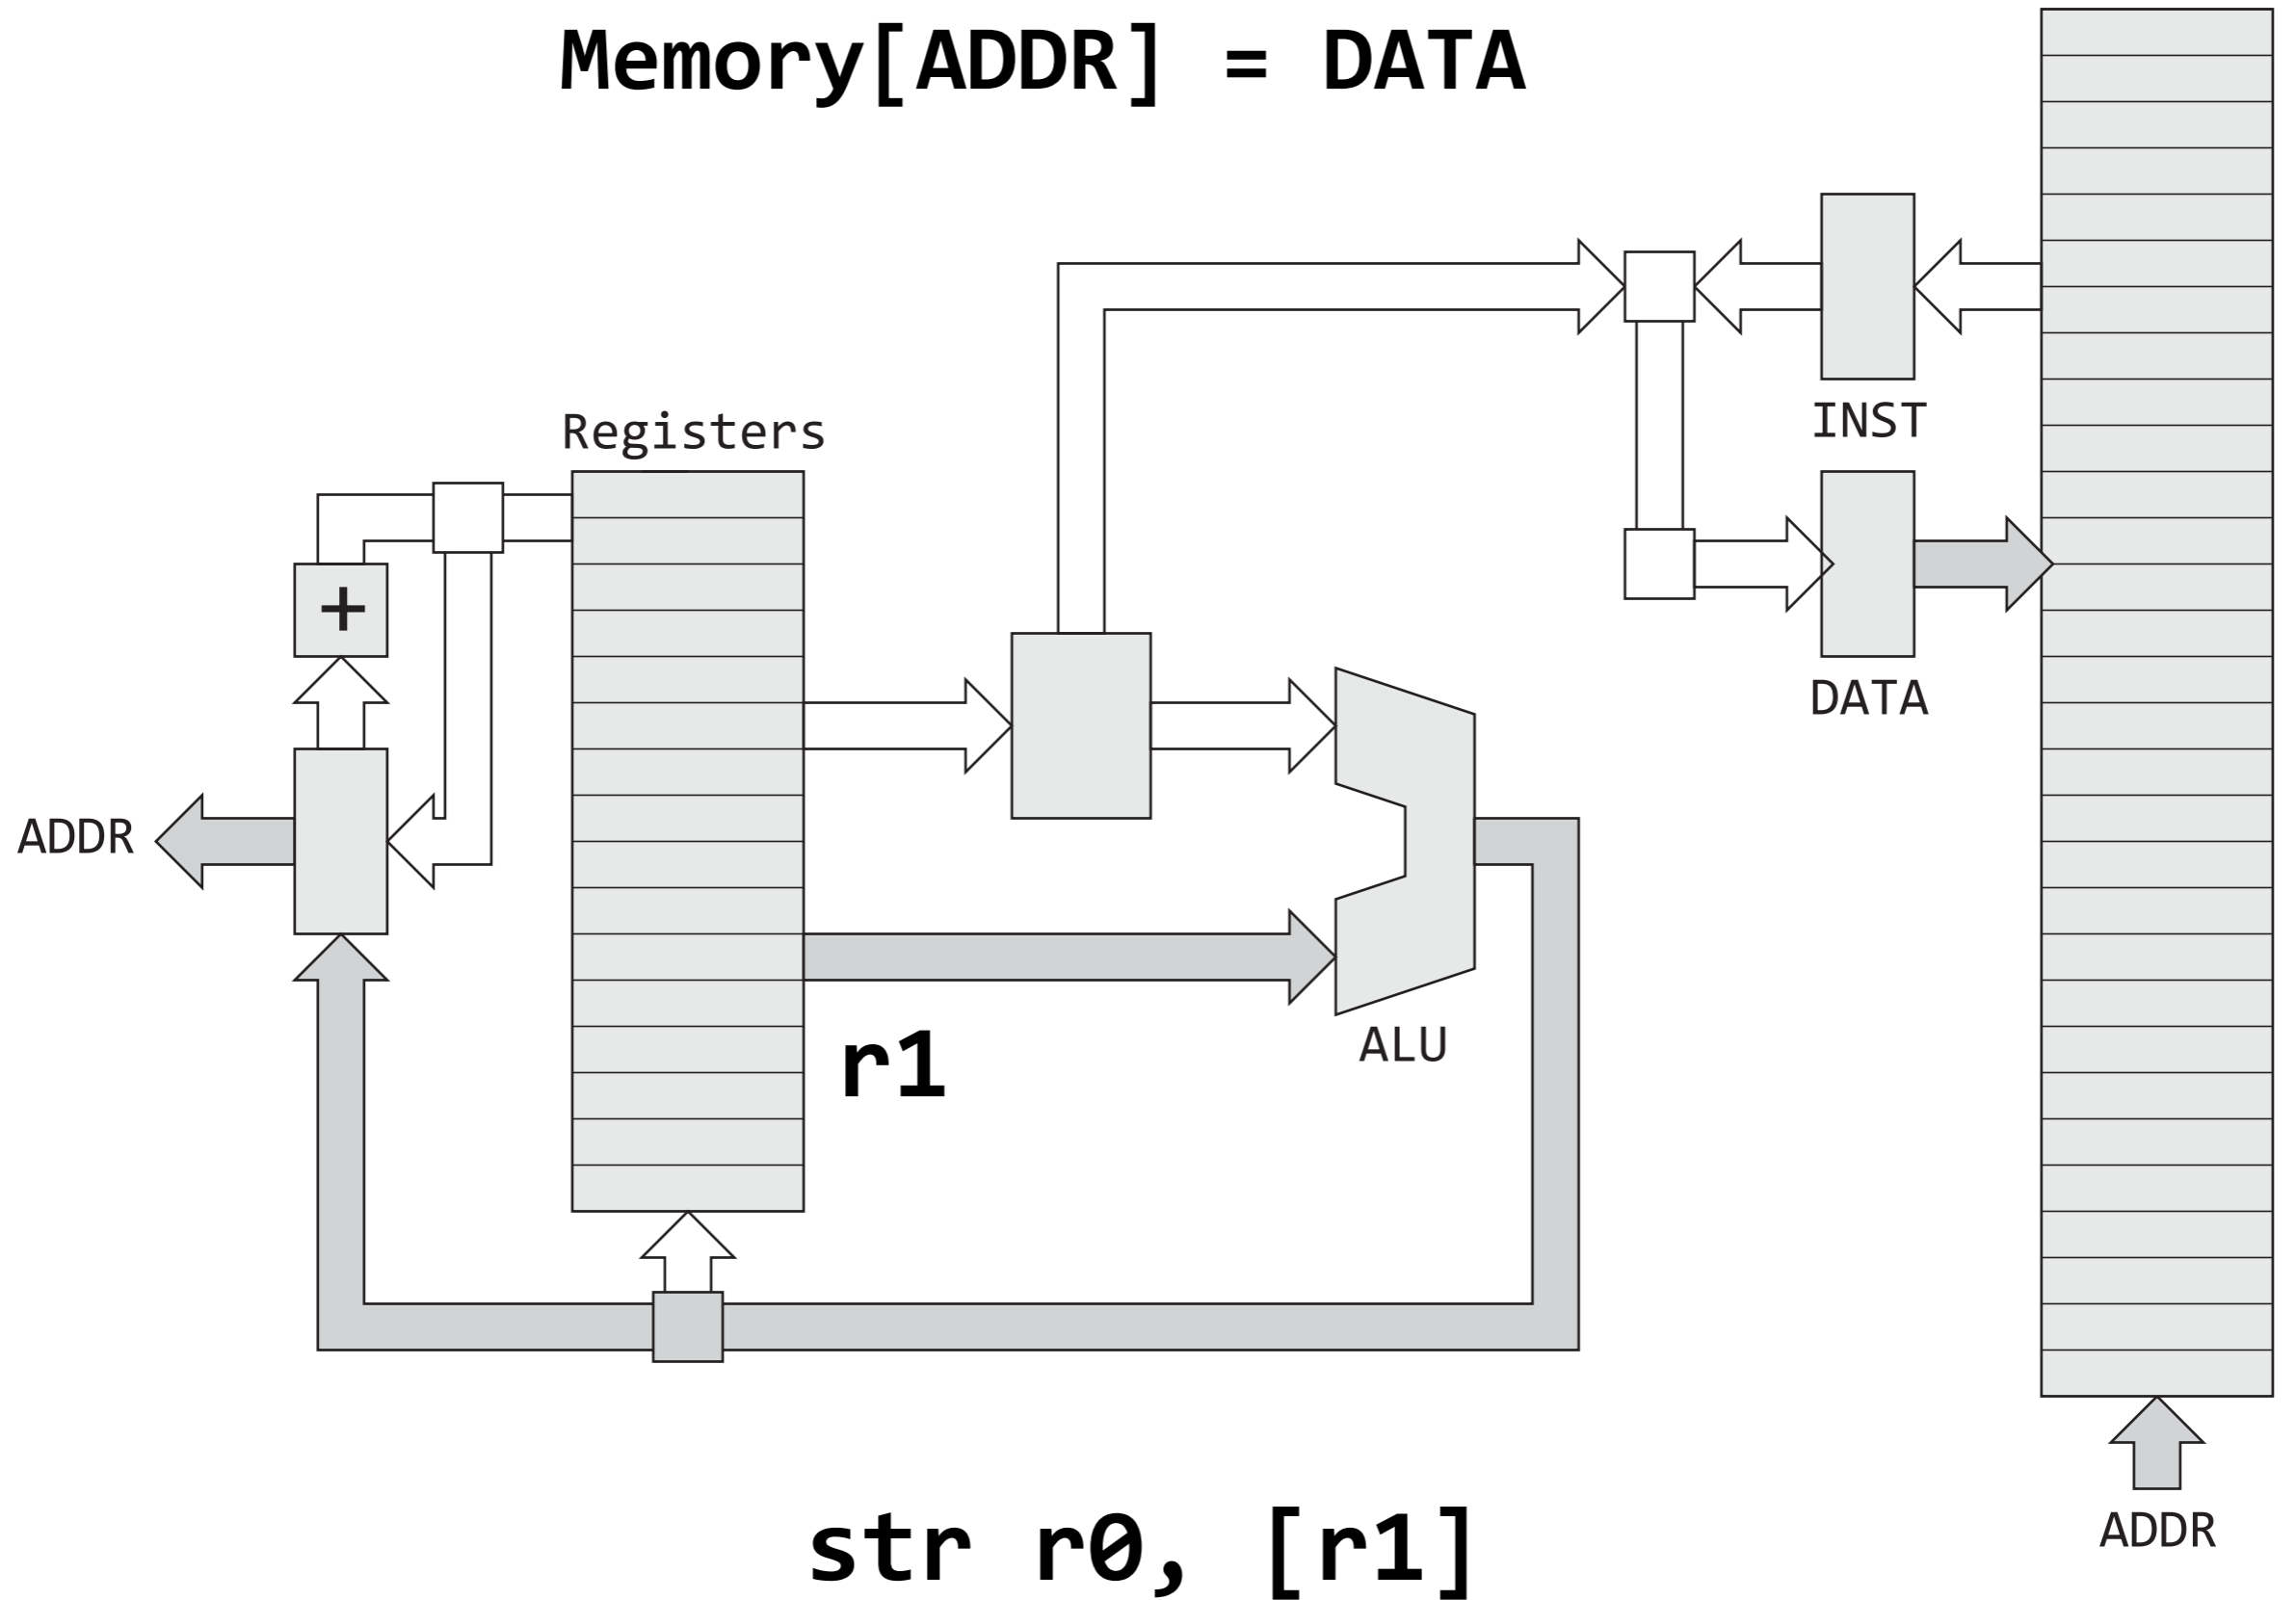 Memory[ADDR] = DATA
INST
Registers
+
DATA
ADDR
ALU
r1
str r0, [r1]
ADDR